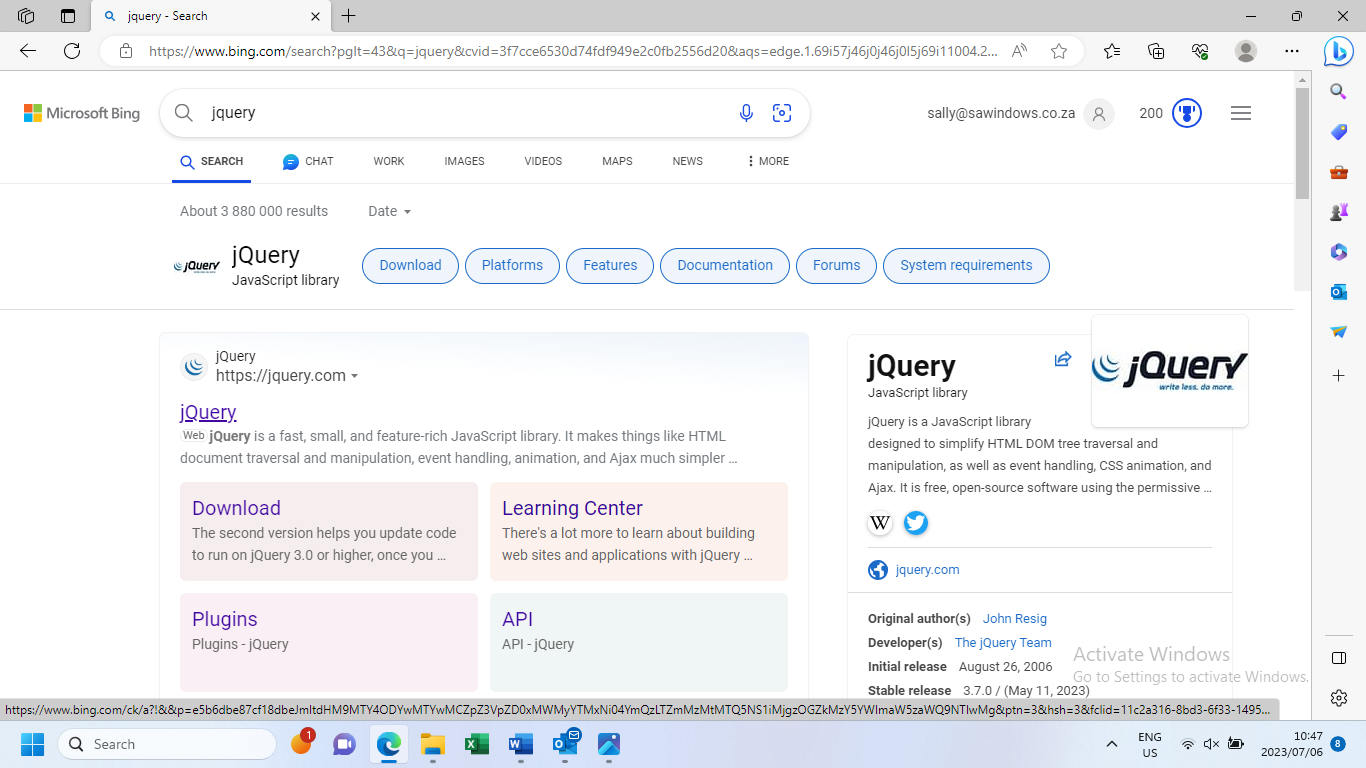 jquery - Search
https://www.bing.com/search?pglt=43&q=jquery&cvid=3f7cce6530d74fdf949e2c0fb2556d20&aqs=edge.1.69i57j46j0j46j0l5j69i11004.2...
Microsoft Bing
jquery
sally@sawindows.co.za
200
SEARCH CHAT WORK IMAGES VIDEOS MAPS NEWS MORE
About 3 880 000 results Date
jQuery
jQuery
JavaScript library
Download Platforms Features Documentation Forums System requirements
jQuery
https://jquery.com
jQuery
Web jQuery is a fast, small, and feature-rich JavaScript library. It makes things like HTML
document traversal and manipulation, event handling, animation, and Ajax much simpler ...
Download
The second version helps you update code
to run on jQuery 3.0 or higher, once you ...
Learning Center
There's a lot more to learn about building
web sites and applications with jQuery ...
Plugins
Plugins - jQuery
API
API - jQuery
jQuery
JavaScript library
jQuery
write less, do more.
jQuery is a JavaScript library
designed to simplify HTML DOM tree traversal and
manipulation, as well as event handling, CSS animation, and
Ajax. It is free, open-source software using the permissive ...
W
jquery.com
Original author(s) John Resig
Developer(s) The jQuery Team
Initial release August 26, 2006
Stable release 3.7.0 / (May 11, 2023)
Activate Windows
Go to Settings to activate Windows.
https://www.bing.com/ck/a?!&&p=e5b6dbe87cf18dbeJmltdHM9MTY4ODYwMTYwMCZpZ3VpZD0xMWMyYTMxNi04YmQzLTZmMzMtMTQ5NS1iMjgzOGZkMzY5YWImaW5zaWQ9NTIwMg&ptn=3&hsh=3&fclid=11c2a316-8bd3-6f33-1495...
Search
1
ENG
US
10:47
2023/07/06
8